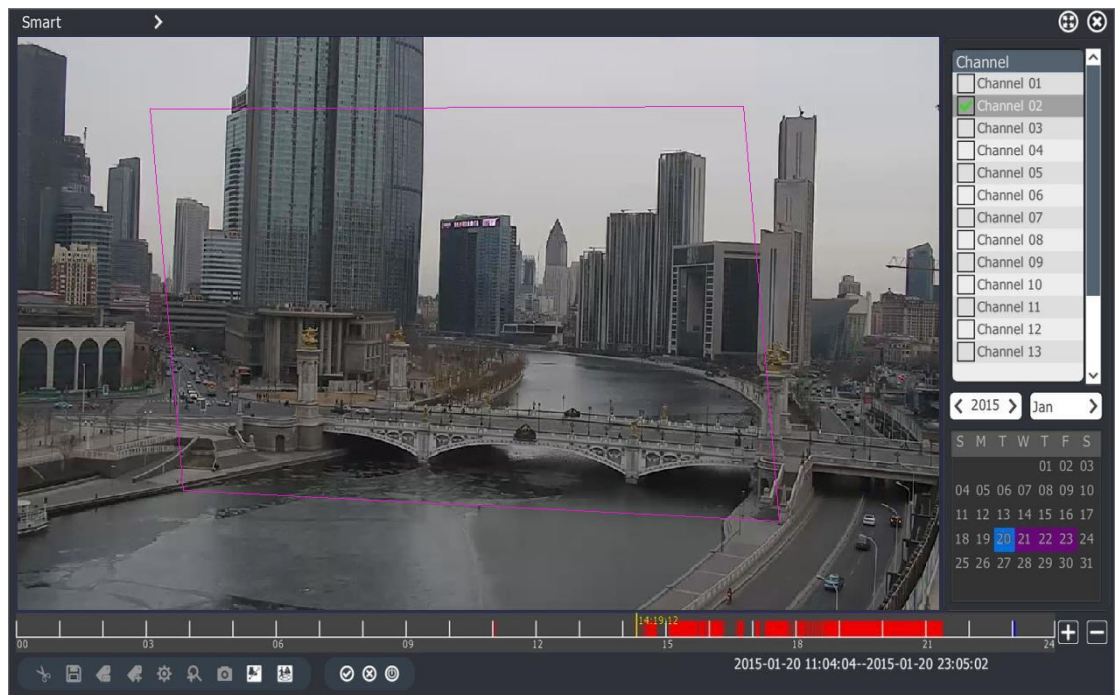 Smart
Channel
Channel 01
Channel 02
Channel 03
Channel 04
Channel 05
Channel 06
Channel 07
Channel 08
Channel 09
Channel 10
Channel 11
Channel 12
Channel 13
2015 Jan
S M T W T F S
01 02 03
04 05 06 07 08 09 10
11 12 13 14 15 16 17
18 19 20 21 22 23 24
25 26 27 28 29 30 31
14:19:12
00 03 06 09 12 15 18 21 24
2015-01-20 11:04:04--2015-01-20 23:05:02